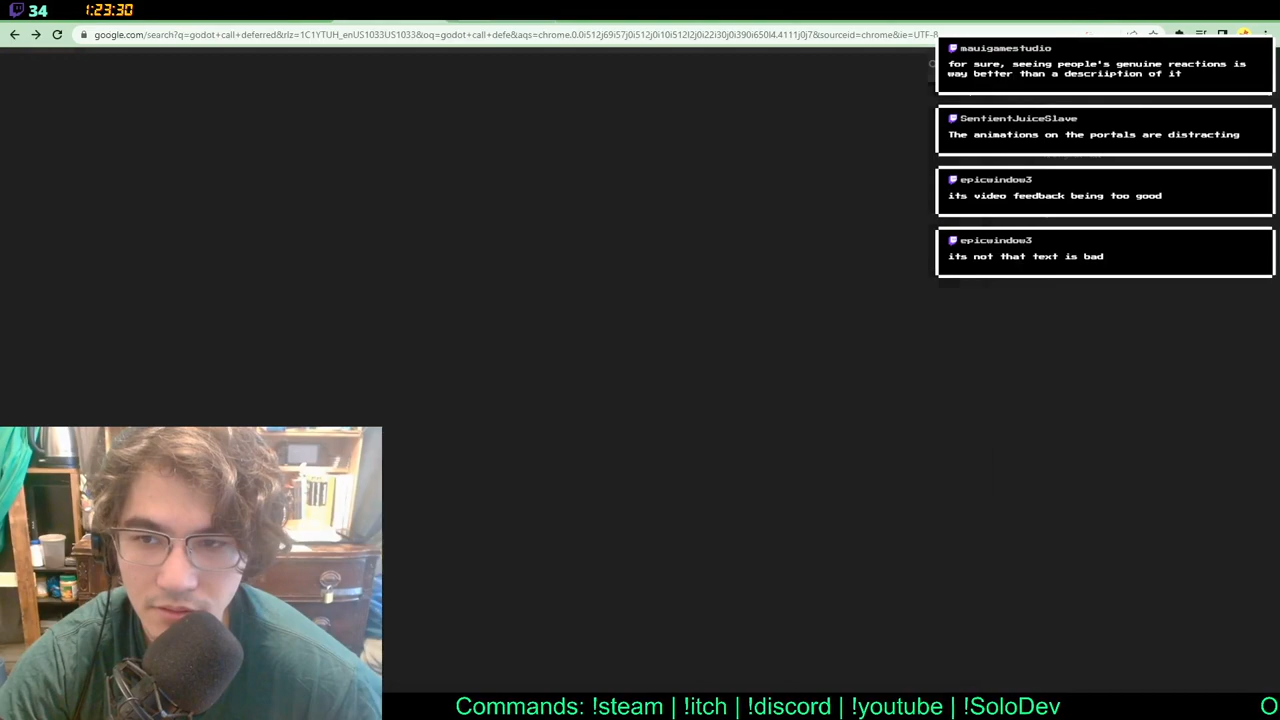 34
1:23:30
google.com/search?q=godot+call+deferred&rlz=1C1YTUH_enUS1033US1033&oq=godot+call+defe&aqs=chrome.0.0i512j69i57j0i512j0i10i512l2j0i22i30j0i390i650l4.4111j0j7&sourceid=chrome&ie=UTF-8
mauigamestudio
for sure, seeing people's genuine reactions is
way better than a descriiption of it
SentientJuiceSlave
The animations on the portals are distracting
epicwindow3
its video feedback being too good
epicwindow3
its not that text is bad
Commands: !steam | !itch | !discord | !youtube | !SoloDev
O